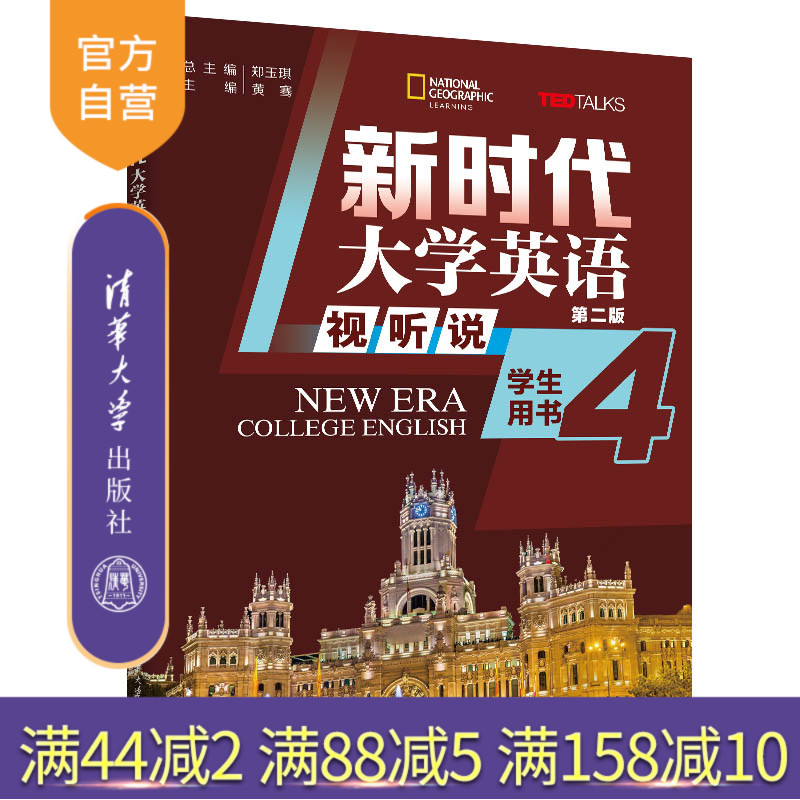 官方
自营
总主编 郑玉琪
主编 黄骞
NATIONAL
GEOGRAPHIC
LEARNING
TEDTALKS
新时代
大学英语
第二版
视听说
学生
用书
4
NEW ERA
COLLEGE ENGLISH
清华大学出版社
满44减2 满88减5 满158减10